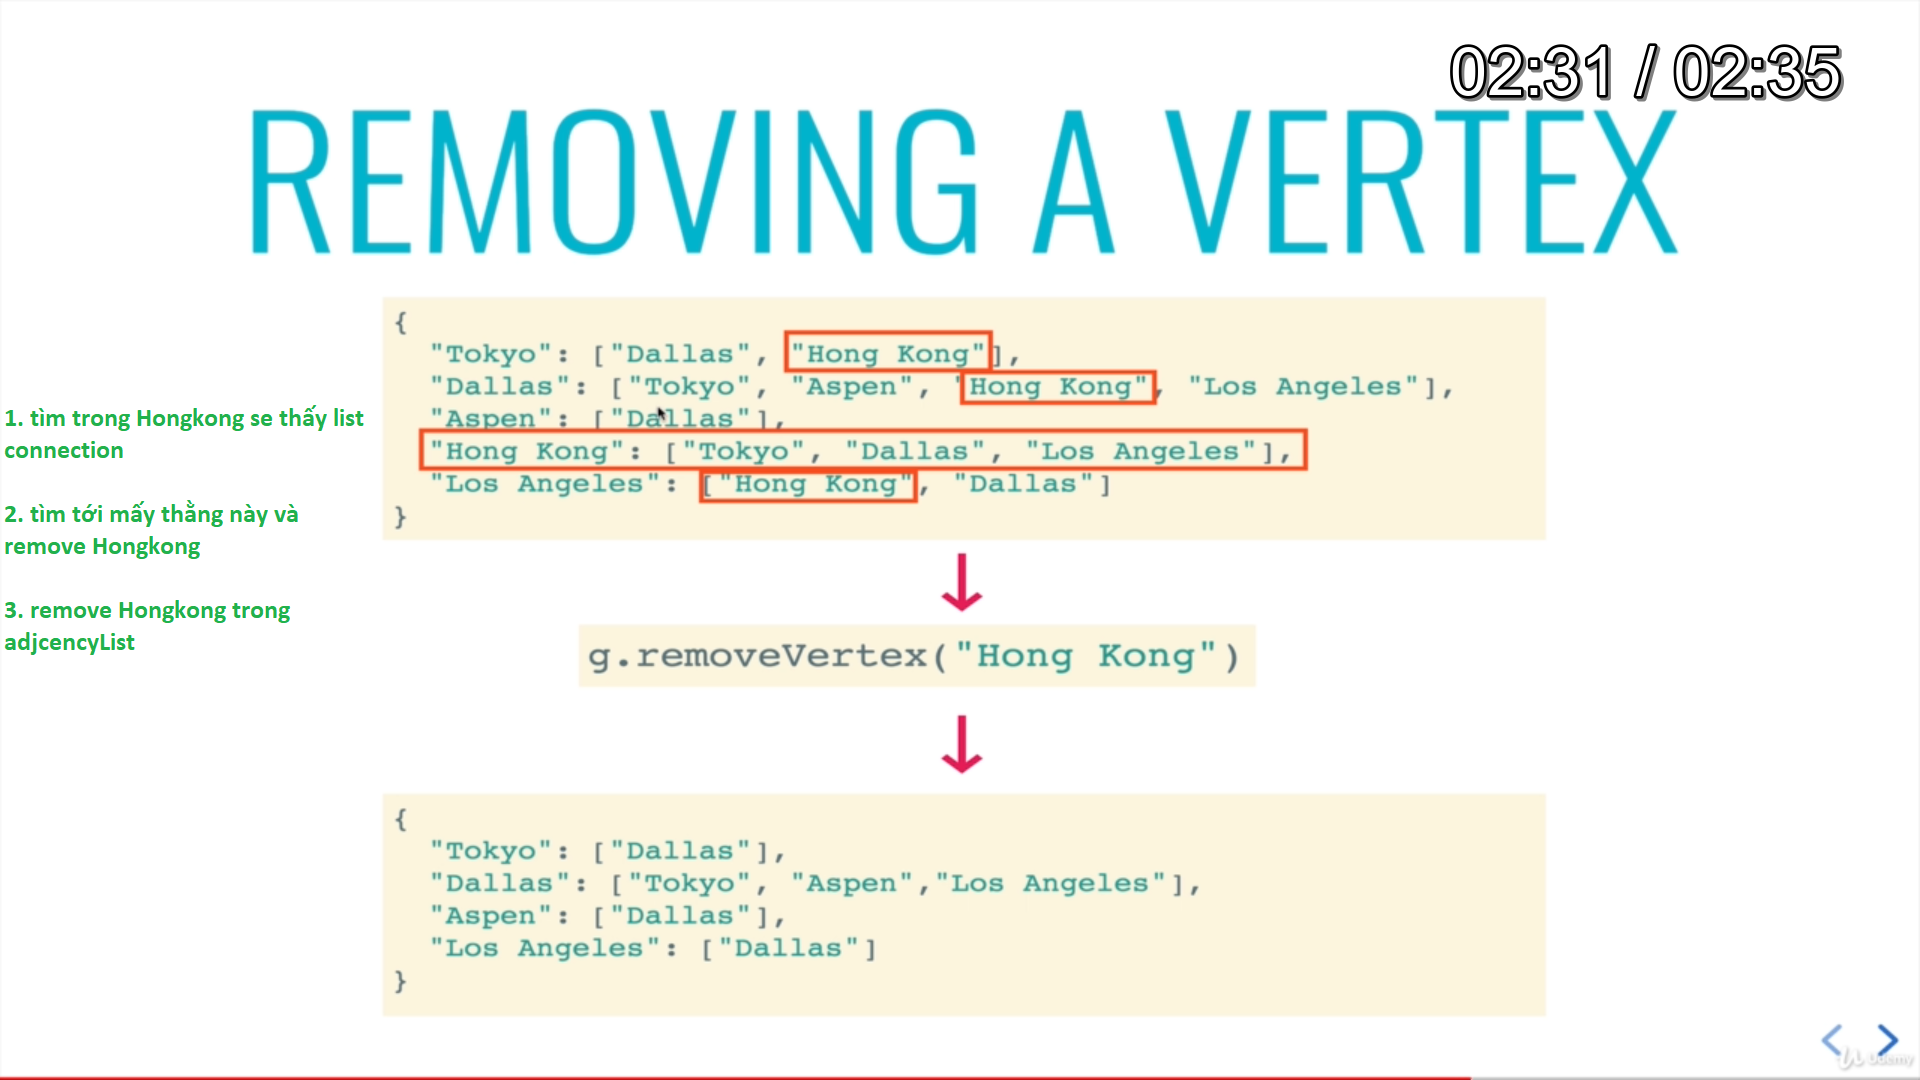 02:31 / 02:35
REMOVING A VERTEX
{
"Tokyo": ["Dallas", "Hong Kong"],
"Dallas": ["Tokyo", "Aspen", "Hong Kong", "Los Angeles"],
"Aspen": ["Dallas"],
"Hong Kong": ["Tokyo", "Dallas", "Los Angeles"],
"Los Angeles": ["Hong Kong", "Dallas"]
}
1. tìm trong Hongkong se thấy list
connection
2. tìm tới mấy thằng này và
remove Hongkong
3. remove Hongkong trong
adjcencyList
g.removeVertex("Hong Kong")
{
"Tokyo": ["Dallas"],
"Dallas": ["Tokyo", "Aspen","Los Angeles"],
"Aspen": ["Dallas"],
"Los Angeles": ["Dallas"]
}
Udemy